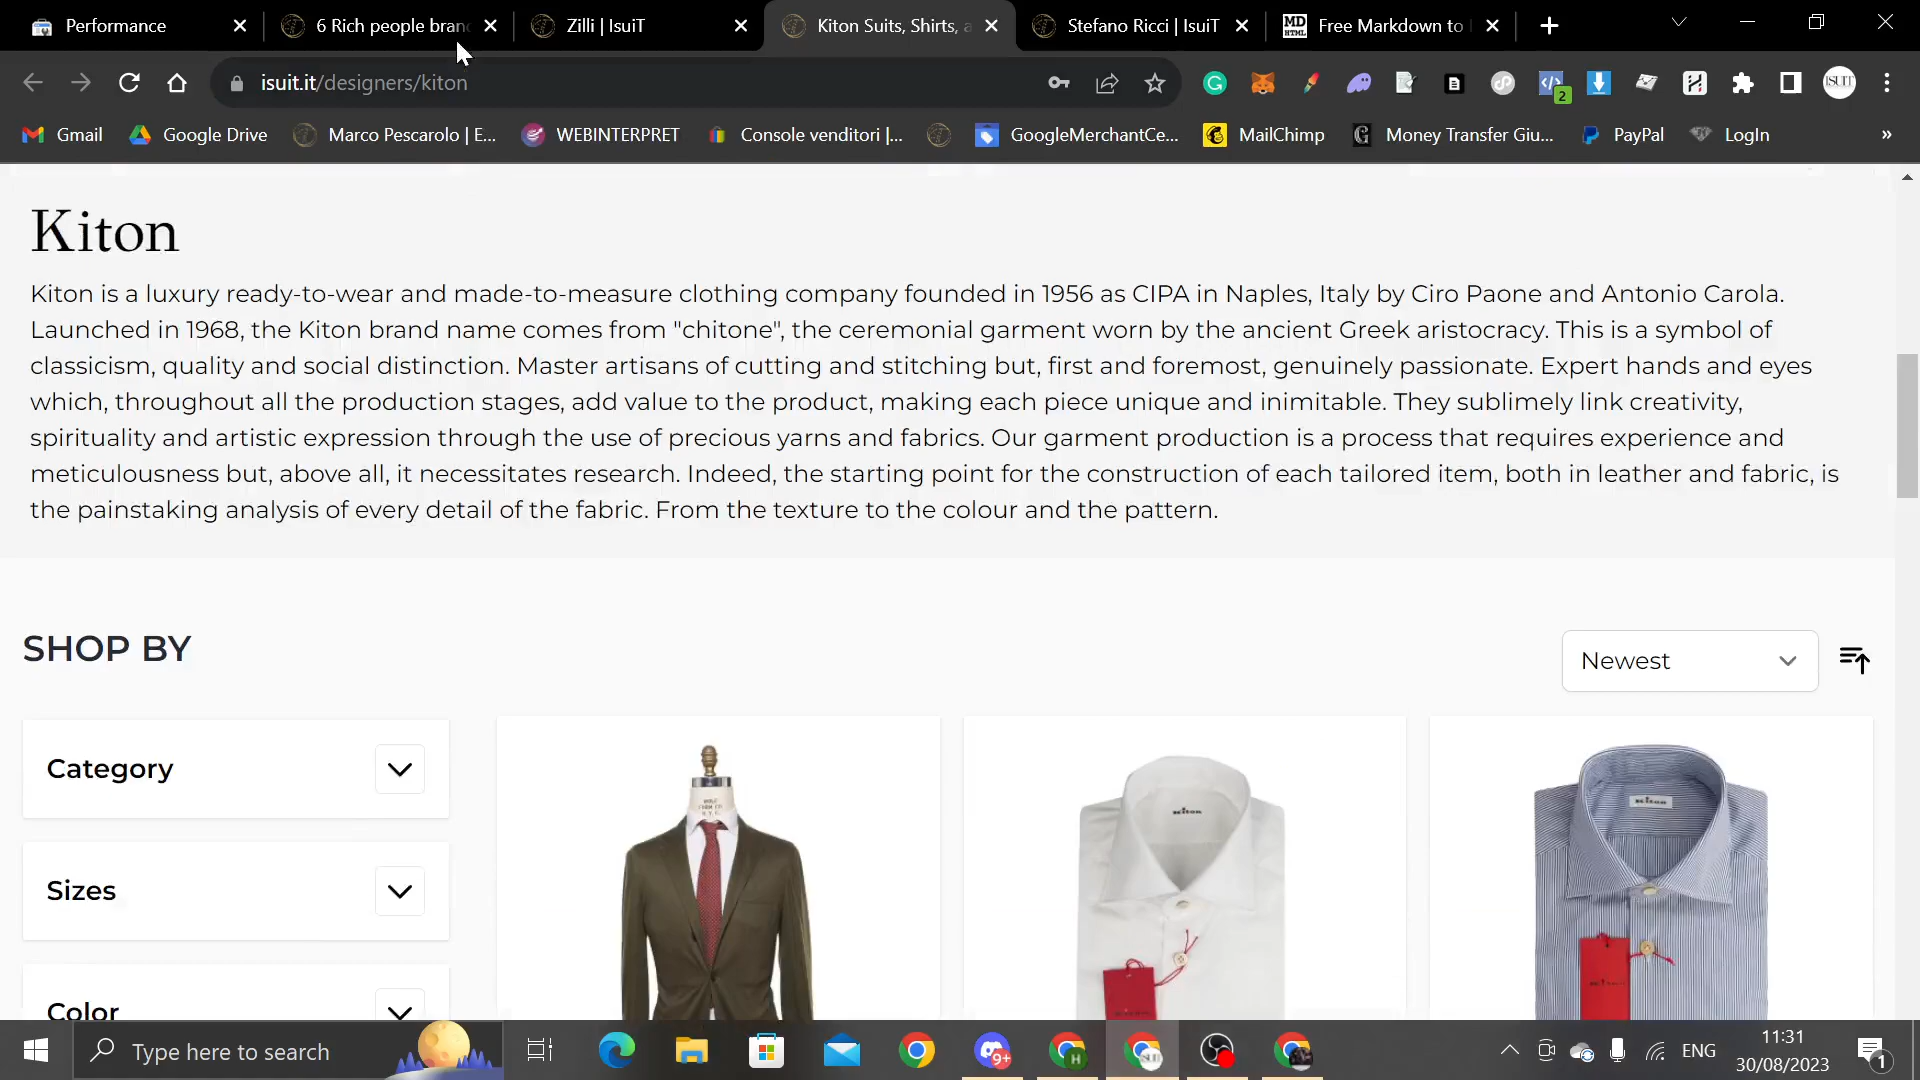 Performance
6 Rich people bran
Zilli | IsuiT
Kiton Suits, Shirts, a
Stefano Ricci | IsuiT
MD HTML
Free Markdown to
isuit.it/designers/kiton
2
ISUIT
Gmail
Google Drive
Marco Pescarolo | E...
WEBINTERPRET
Console venditori |...
GoogleMerchantCe...
MailChimp
Money Transfer Giu...
PayPal
LogIn
»
Kiton
Kiton is a luxury ready-to-wear and made-to-measure clothing company founded in 1956 as CIPA in Naples, Italy by Ciro Paone and Antonio Carola.
Launched in 1968, the Kiton brand name comes from "chitone", the ceremonial garment worn by the ancient Greek aristocracy. This is a symbol of
classicism, quality and social distinction. Master artisans of cutting and stitching but, first and foremost, genuinely passionate. Expert hands and eyes
which, throughout all the production stages, add value to the product, making each piece unique and inimitable. They sublimely link creativity,
spirituality and artistic expression through the use of precious yarns and fabrics. Our garment production is a process that requires experience and
meticulousness but, above all, it necessitates research. Indeed, the starting point for the construction of each tailored item, both in leather and fabric, is
the painstaking analysis of every detail of the fabric. From the texture to the colour and the pattern.
SHOP BY
Newest
Category
Sizes
Color
Kiton
Kiton
Type here to search
9+
H
ENG
11:31
30/08/2023
1